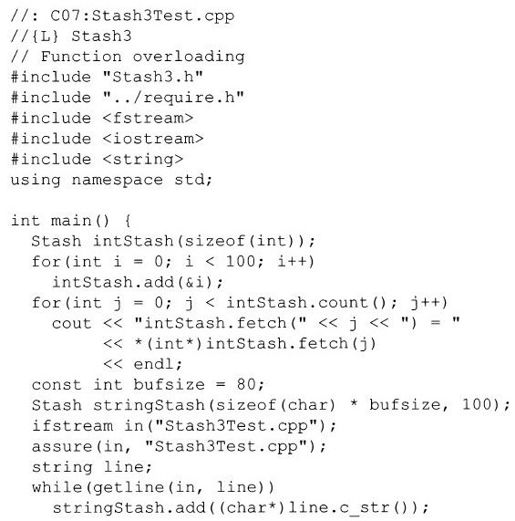 //: C07:Stash3Test.cpp
//{L} Stash3
// Function overloading
#include "Stash3.h"
#include "../require.h"
#include <fstream>
#include <iostream>
#include <string>
using namespace std;

int main() {
  Stash intStash(sizeof(int));
  for(int i = 0; i < 100; i++)
    intStash.add(&i);
  for(int j = 0; j < intStash.count(); j++)
    cout << "intStash.fetch(" << j << ") = "
         << *(int*)intStash.fetch(j)
         << endl;
  const int bufsize = 80;
  Stash stringStash(sizeof(char) * bufsize, 100);
  ifstream in("Stash3Test.cpp");
  assure(in, "Stash3Test.cpp");
  string line;
  while(getline(in, line))
    stringStash.add((char*)line.c_str());